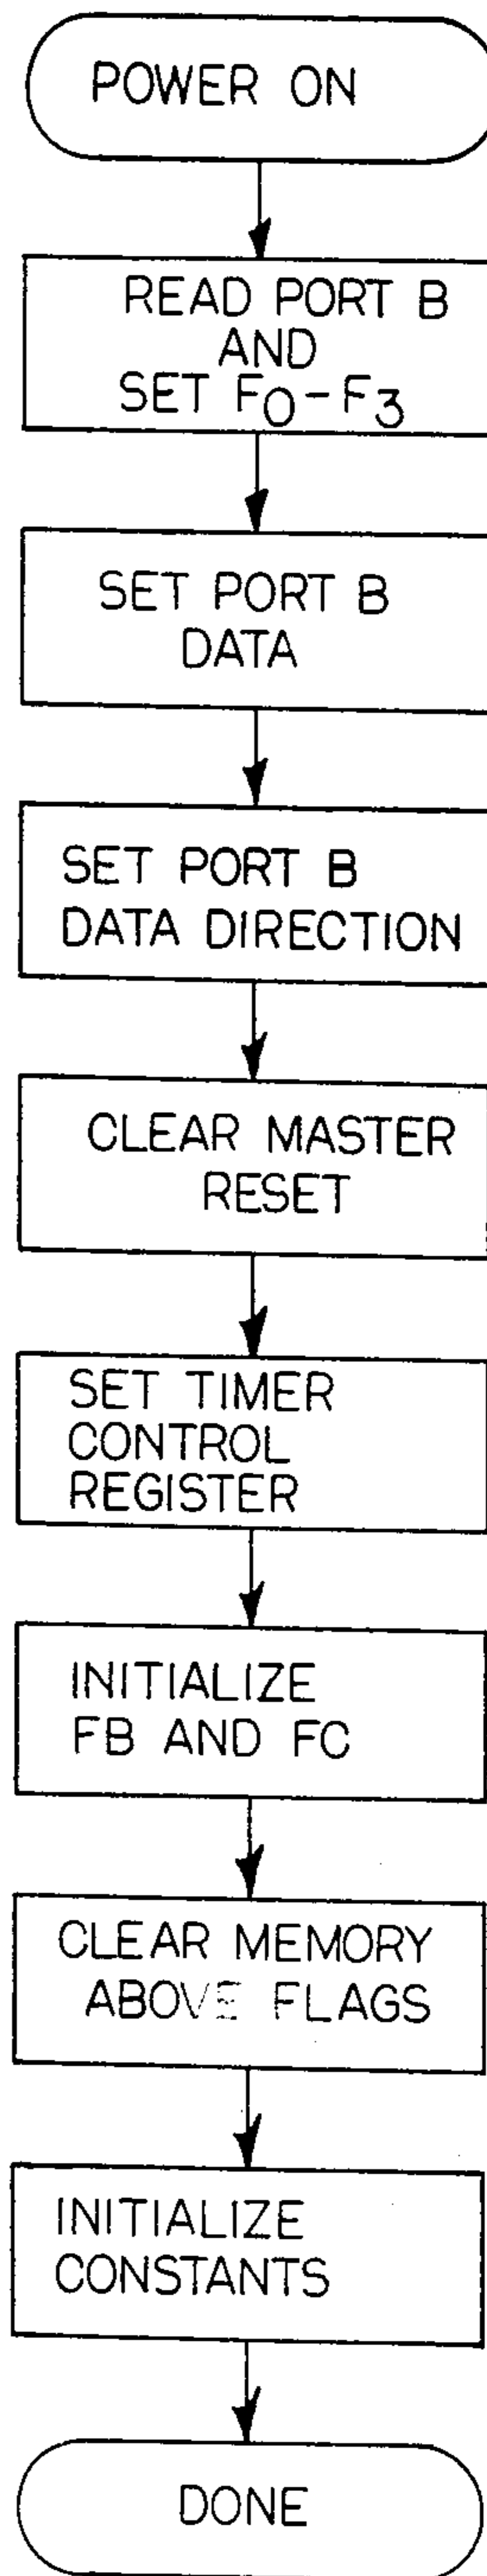 POWER ON
READ PORT B
AND
SET F0-F3
SET PORT B
DATA
SET PORT B
DATA DIRECTION
CLEAR MASTER
RESET
SET TIMER
CONTROL
REGISTER
INITIALIZE
FB AND FC
CLEAR MEMORY
ABOVE FLAGS
INITIALIZE
CONSTANTS
DONE